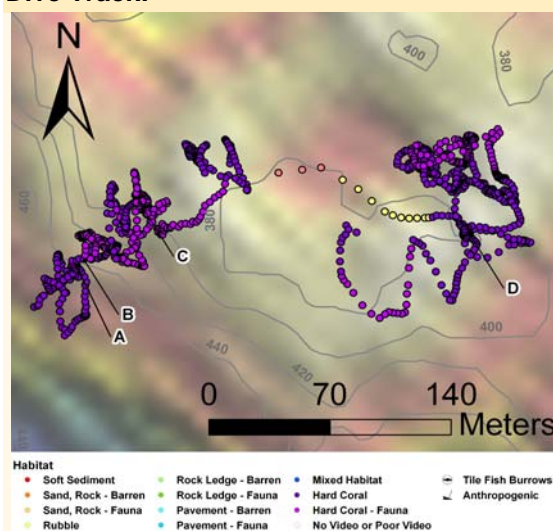 Dive Track:
N
400
380
460
380
C
B
A
D
400
440
420
440
0 70 140
Meters
Habitat
Soft Sediment
Sand, Rock - Barren
Sand, Rock - Fauna
Rubble
Rock Ledge - Barren
Rock Ledge - Fauna
Pavement - Barren
Pavement - Fauna
Mixed Habitat
Hard Coral
Hard Coral - Fauna
No Video or Poor Video
Tile Fish Burrows
Anthropogenic